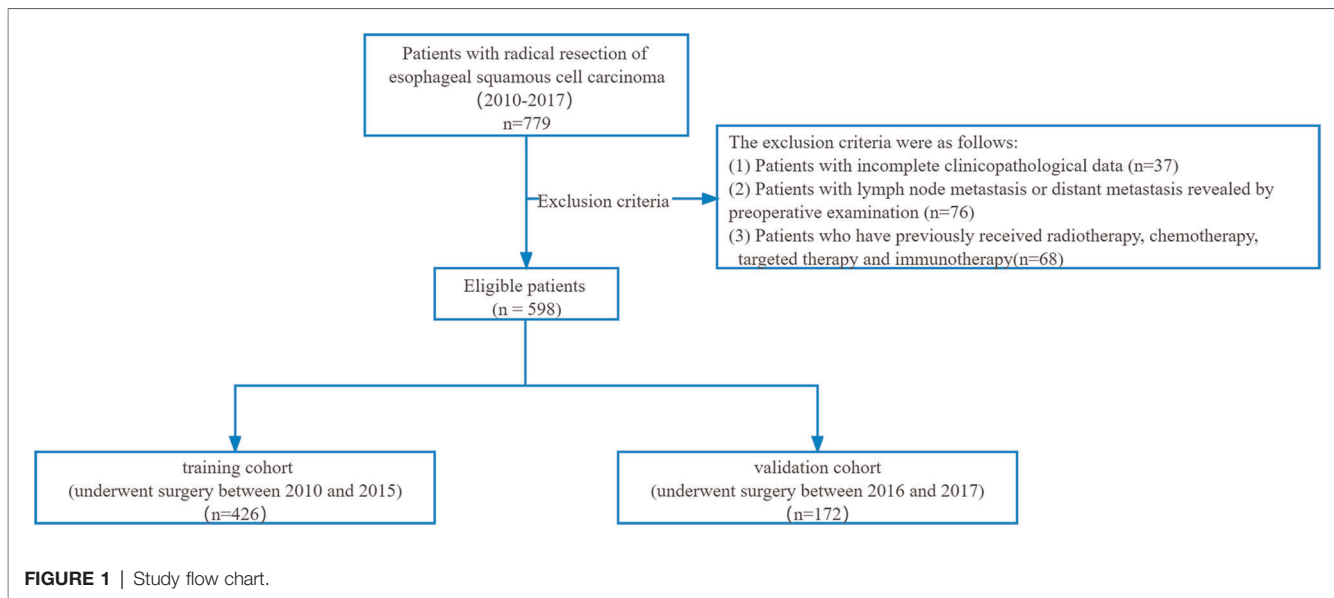 Patients with radical resection of
esophageal squamous cell carcinoma
(2010-2017)
n=779
Exclusion criteria
The exclusion criteria were as follows:
(1) Patients with incomplete clinicopathological data (n=37)
(2) Patients with lymph node metastasis or distant metastasis revealed by
preoperative examination (n=76)
(3) Patients who have previously received radiotherapy, chemotherapy,
targeted therapy and immunotherapy(n=68)
Eligible patients
(n = 598)
training cohort
(underwent surgery between 2010 and 2015)
(n=426)
validation cohort
(underwent surgery between 2016 and 2017)
(n=172)
FIGURE 1 | Study flow chart.